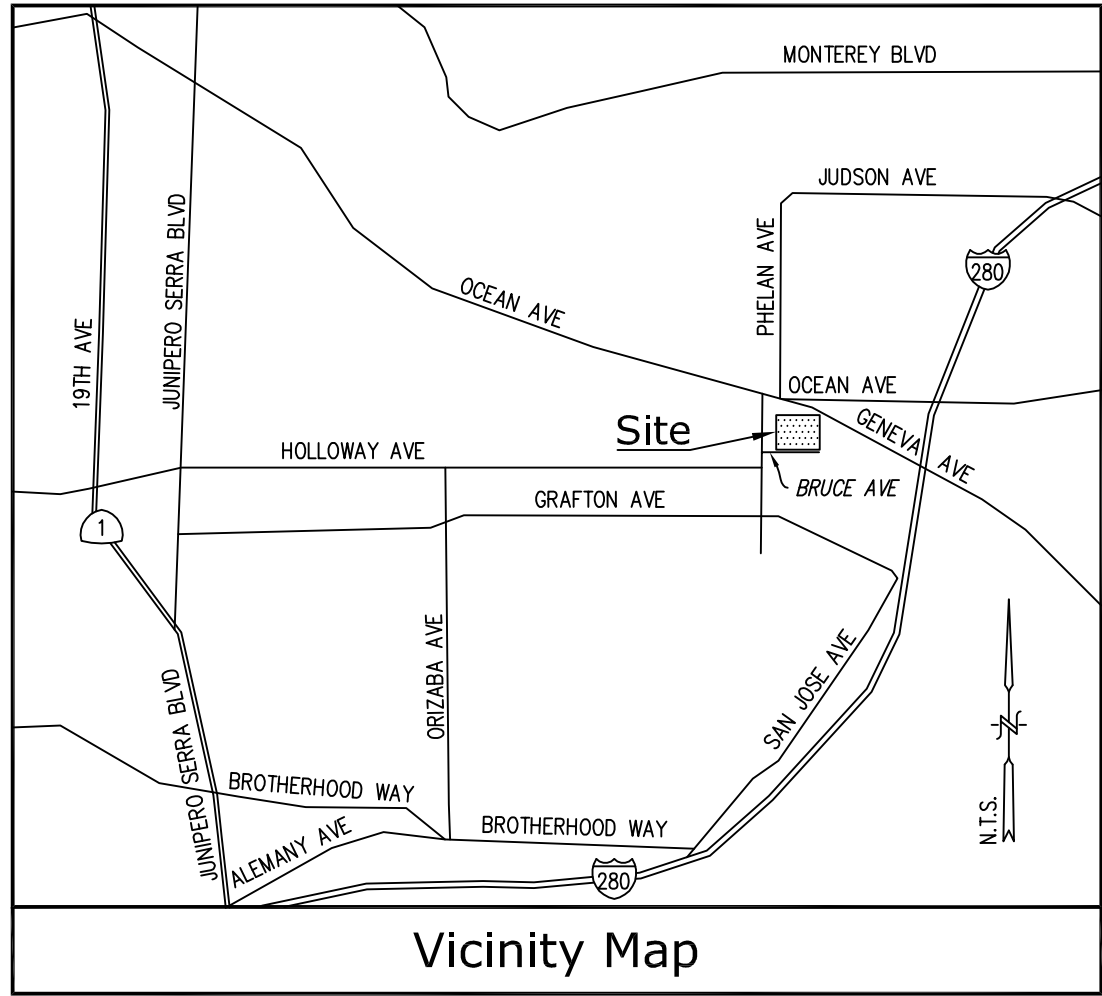 MONTEREY BLVD
JUDSON AVE
PHELAN AVE
280
JUNIPERO SERRA BLVD
19TH AVE
OCEAN AVE
OCEAN AVE
GENEVA AVE
Site
HOLLOWAY AVE
BRUCE AVE
GRAFTON AVE
1
ORIZABA AVE
SAN JOSE AVE
JUNIPERO SERRA BLVD
BROTHERHOOD WAY
ALEMANY AVE
BROTHERHOOD WAY
280
N
N.T.S.
Vicinity Map